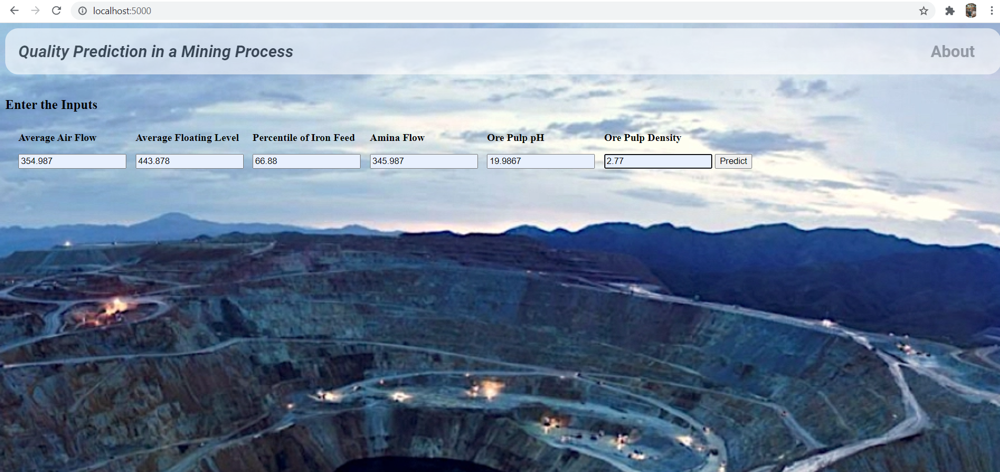 localhost:5000
Quality Prediction in a Mining Process About
Enter the Inputs
Average Air Flow Average Floating Level Percentile of Iron Feed Amina Flow Ore Pulp pH Ore Pulp Density
354.987 443.878 66.88 345.987 19.9867 2.77 Predict